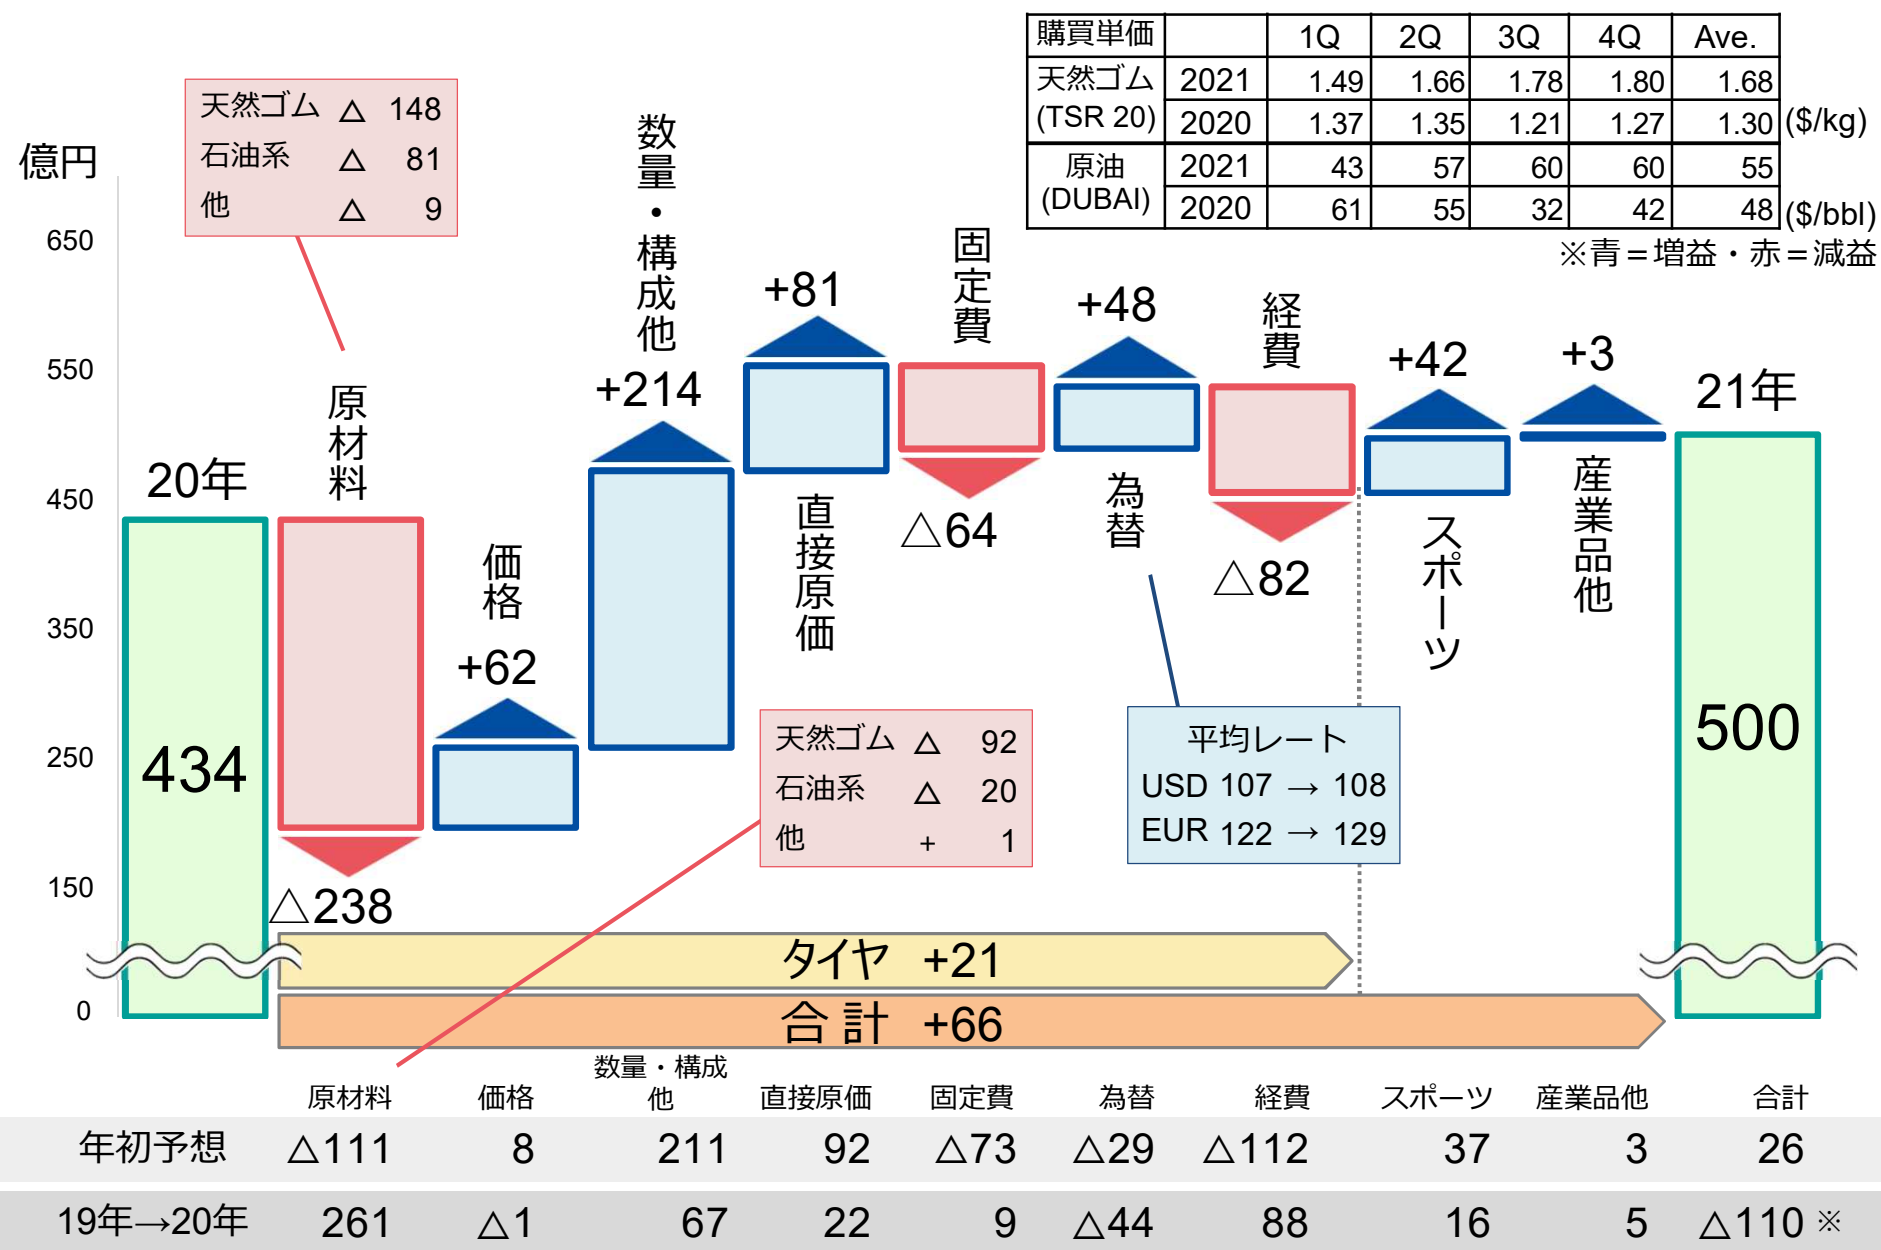 購買単価 1Q 2Q 3Q 4Q Ave.
天然ゴム 2021 1.49 1.66 1.78 1.80 1.68
(TSR 20) 2020 1.37 1.35 1.21 1.27 1.30 ($/kg)
原油 2021 43 57 60 60 55
(DUBAI) 2020 61 55 32 42 48 ($/bbl)
※青＝増益・赤＝減益
天然ゴム △ 148
石油系 △ 81
他 △ 9
億円
650
550
450
350
250
150
0
20年
434
原材料
△238
価格
+62
数量・構成他
+214
+81
直接原価
固定費
△64
+48
為替
経費
△82
+42
スポーツ
+3
産業品他
21年
500
天然ゴム △ 92
石油系 △ 20
他 + 1
平均レート
USD 107 → 108
EUR 122 → 129
タイヤ +21
合計 +66
原材料 価格 数量・構成他 直接原価 固定費 為替 経費 スポーツ 産業品他 合計
年初予想 △111 8 211 92 △73 △29 △112 37 3 26
19年→20年 261 △1 67 22 9 △44 88 16 5 △110 ※